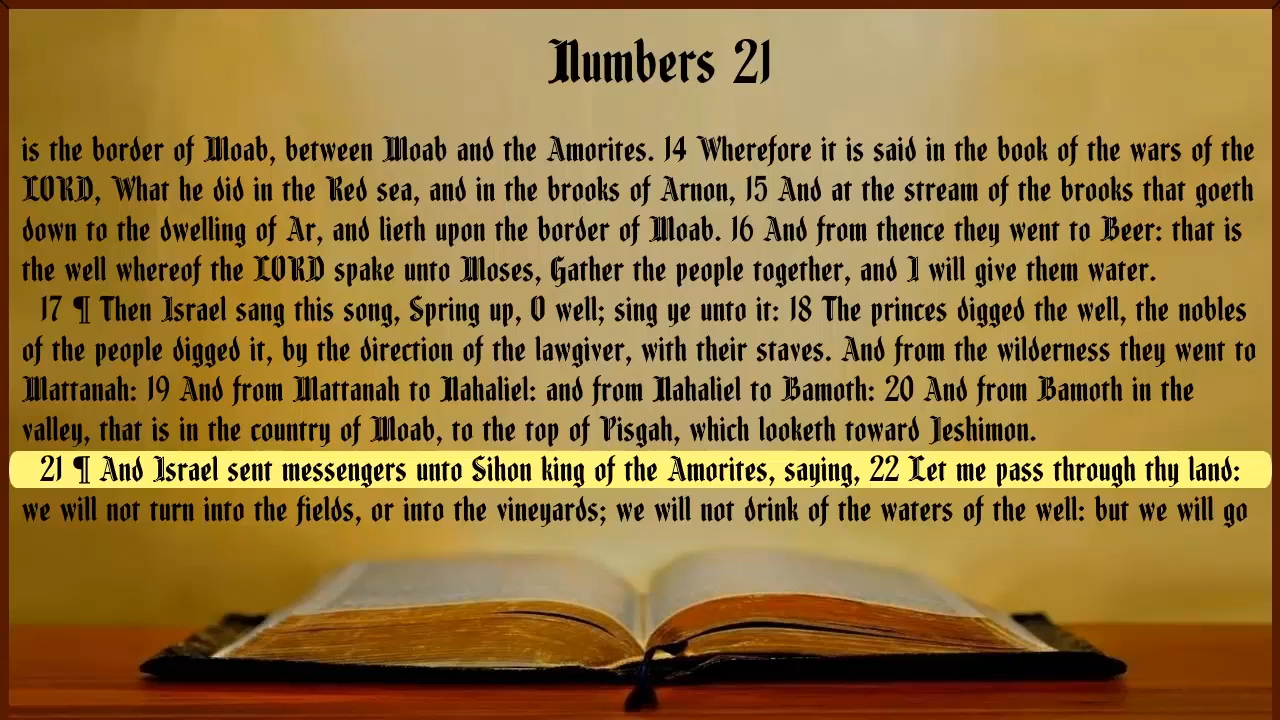 Numbers 21
is the border of Moab, between Moab and the Amorites. 14 Wherefore it is said in the book of the wars of the
LORD, What he did in the Red sea, and in the brooks of Arnon, 15 And at the stream of the brooks that goeth
down to the dwelling of Ar, and lieth upon the border of Moab. 16 And from thence they went to Beer: that is
the well whereof the LORD spake unto Moses, Gather the people together, and I will give them water.
17 ¶ Then Israel sang this song, Spring up, O well; sing ye unto it: 18 The princes digged the well, the nobles
of the people digged it, by the direction of the lawgiver, with their staves. And from the wilderness they went to
Mattanah: 19 And from Mattanah to Nahaliel: and from Nahaliel to Bamoth: 20 And from Bamoth in the
valley, that is in the country of Moab, to the top of Pisgah, which looketh toward Jeshimon.
21 ¶ And Israel sent messengers unto Sihon king of the Amorites, saying, 22 Let me pass through thy land:
we will not turn into the fields, or into the vineyards; we will not drink of the waters of the well: but we will go